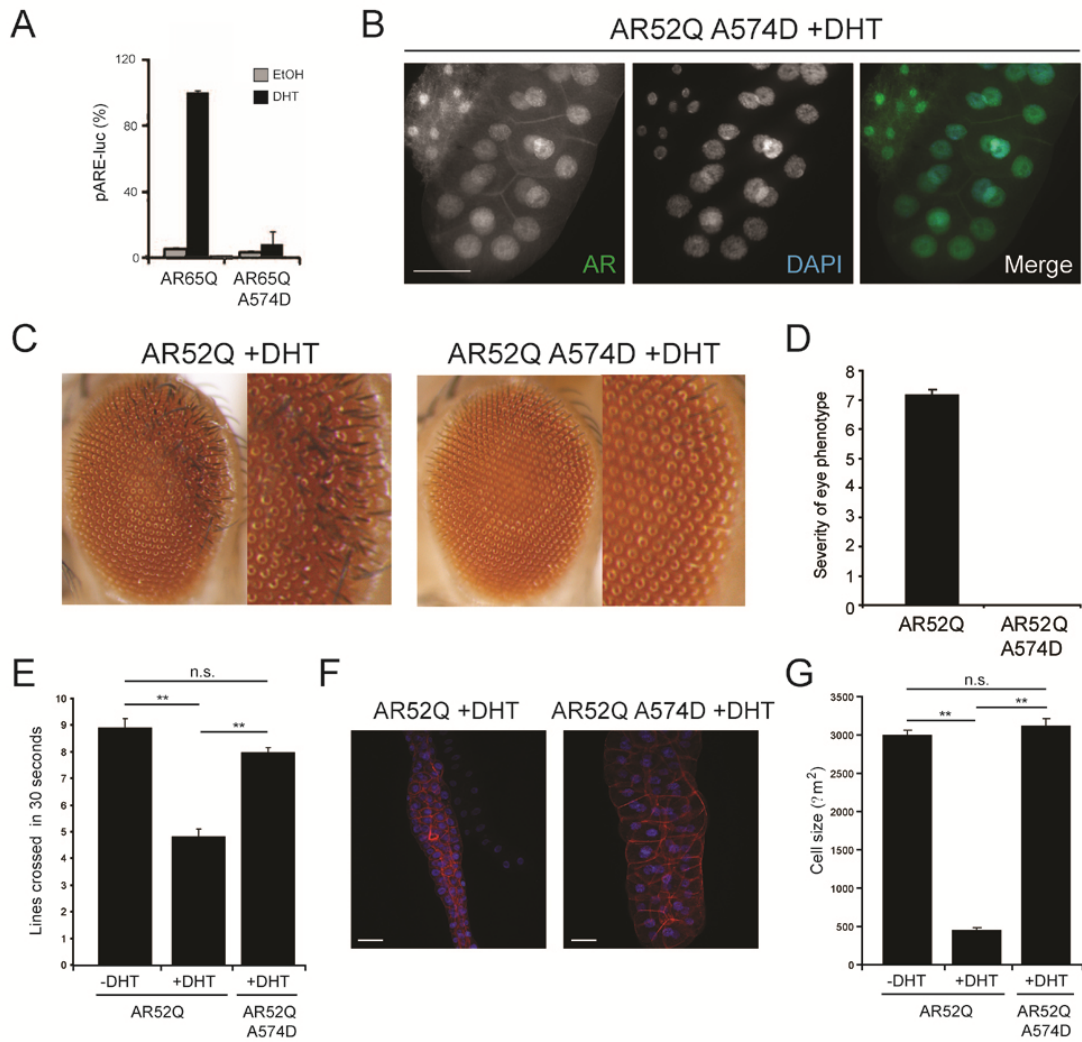 A
120
80
40
0
pARE-luc (%)
EtOH
DHT
AR65Q
AR65Q
A574D
B
AR52Q A574D +DHT
AR
DAPI
Merge
C
AR52Q +DHT
AR52Q A574D +DHT
D
8
7
6
5
4
3
2
1
0
Severity of eye phenotype
AR52Q
AR52Q
A574D
E
n.s.
**
**
10
9
8
7
6
5
4
3
2
1
0
Lines crossed in 30 seconds
-DHT
+DHT
+DHT
AR52Q
AR52Q
A574D
F
AR52Q +DHT
AR52Q A574D +DHT
G
n.s.
**
**
3500
3000
2500
2000
1500
1000
500
0
Cell size (?m2)
-DHT
+DHT
+DHT
AR52Q
AR52Q
A574D